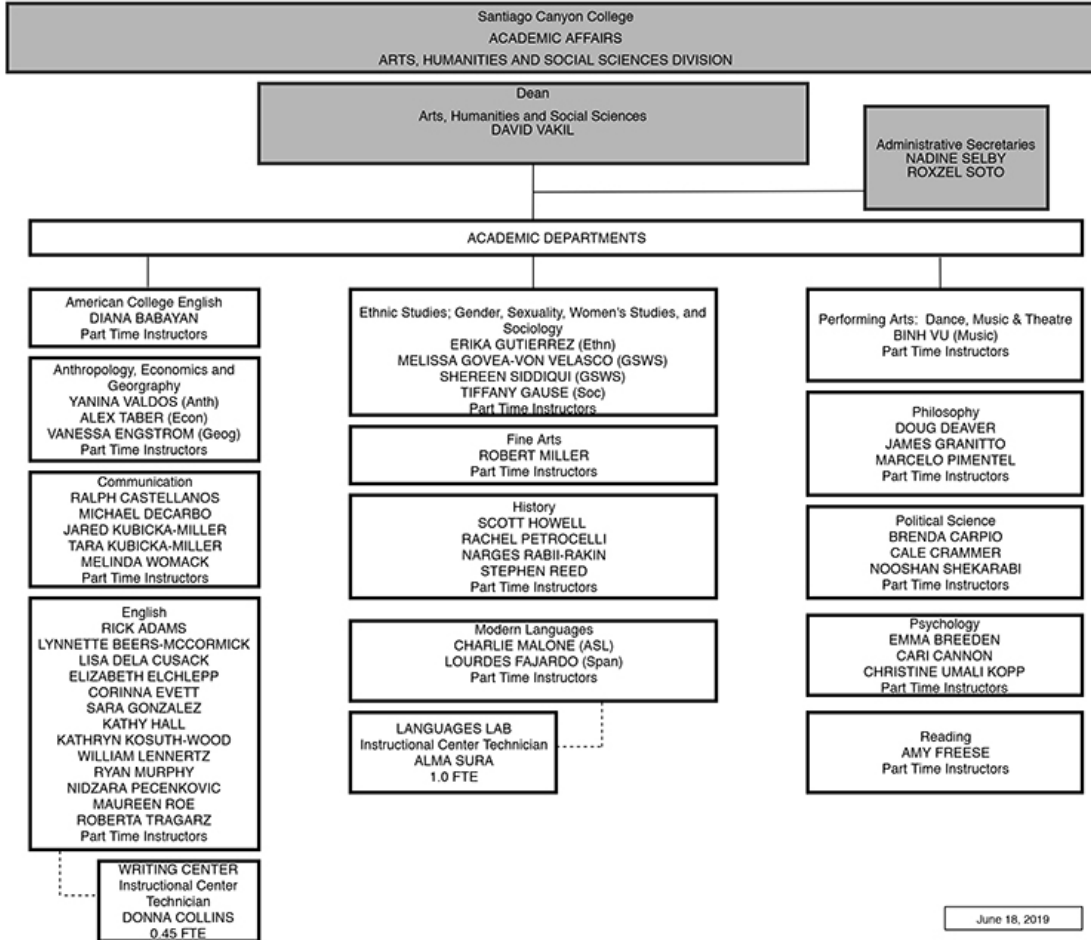 Santiago Canyon College
ACADEMIC AFFAIRS
ARTS, HUMANITIES AND SOCIAL SCIENCES DIVISION
Dean
Arts, Humanities and Social Sciences
DAVID VAKIL
Administrative Secretaries
NADINE SELBY
ROXZEL SOTO
ACADEMIC DEPARTMENTS
American College English
DIANA BABAYAN
Part Time Instructors
Anthropology, Economics and
Georgraphy
YANINA VALDOS (Anth)
ALEX TABER (Econ)
VANESSA ENGSTROM (Geog)
Part Time Instructors
Communication
RALPH CASTELLANOS
MICHAEL DECARBO
JARED KUBICKA-MILLER
TARA KUBICKA-MILLER
MELINDA WOMACK
Part Time Instructors
English
RICK ADAMS
LYNNETTE BEERS-MCCORMICK
LISA DELA CUSACK
ELIZABETH ELCHLEPP
CORINNA EVETT
SARA GONZALEZ
KATHY HALL
KATHRYN KOSUTH-WOOD
WILLIAM LENNERTZ
RYAN MURPHY
NIDZARA PECENKOVIC
MAUREEN ROE
ROBERTA TRAGARZ
Part Time Instructors
WRITING CENTER
Instructional Center
Technician
DONNA COLLINS
0.45 FTE
Ethnic Studies; Gender, Sexuality, Women's Studies, and
Sociology
ERIKA GUTIERREZ (Ethn)
MELISSA GOVEA-VON VELASCO (GSWS)
SHEREEN SIDDIQUI (GSWS)
TIFFANY GAUSE (Soc)
Part Time Instructors
Fine Arts
ROBERT MILLER
Part Time Instructors
History
SCOTT HOWELL
RACHEL PETROCELLI
NARGES RABII-RAKIN
STEPHEN REED
Part Time Instructors
Modern Languages
CHARLIE MALONE (ASL)
LOURDES FAJARDO (Span)
Part Time Instructors
LANGUAGES LAB
Instructional Center Technician
ALMA SURA
1.0 FTE
Performing Arts: Dance, Music & Theatre
BINH VU (Music)
Part Time Instructors
Philosophy
DOUG DEAVER
JAMES GRANITTO
MARCELO PIMENTEL
Part Time Instructors
Political Science
BRENDA CARPIO
CALE CRAMMER
NOOSHAN SHEKARABI
Part Time Instructors
Psychology
EMMA BREEDEN
CARI CANNON
CHRISTINE UMALI KOPP
Part Time Instructors
Reading
AMY FREESE
Part Time Instructors
June 18, 2019